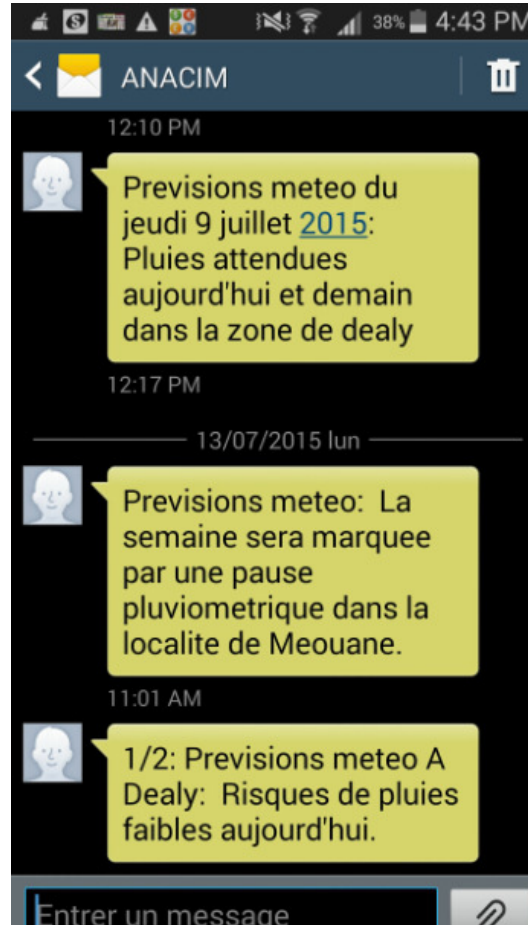 38% 4:43 PM
ANACIM
12:10 PM
Previsions meteo du
jeudi 9 juillet 2015:
Pluies attendues
aujourd'hui et demain
dans la zone de dealy
12:17 PM
13/07/2015 lun
Previsions meteo:  La
semaine sera marquee
par une pause
pluviometrique dans la
localite de Meouane.
11:01 AM
1/2: Previsions meteo A
Dealy:  Risques de pluies
faibles aujourd'hui.
Entrer un message